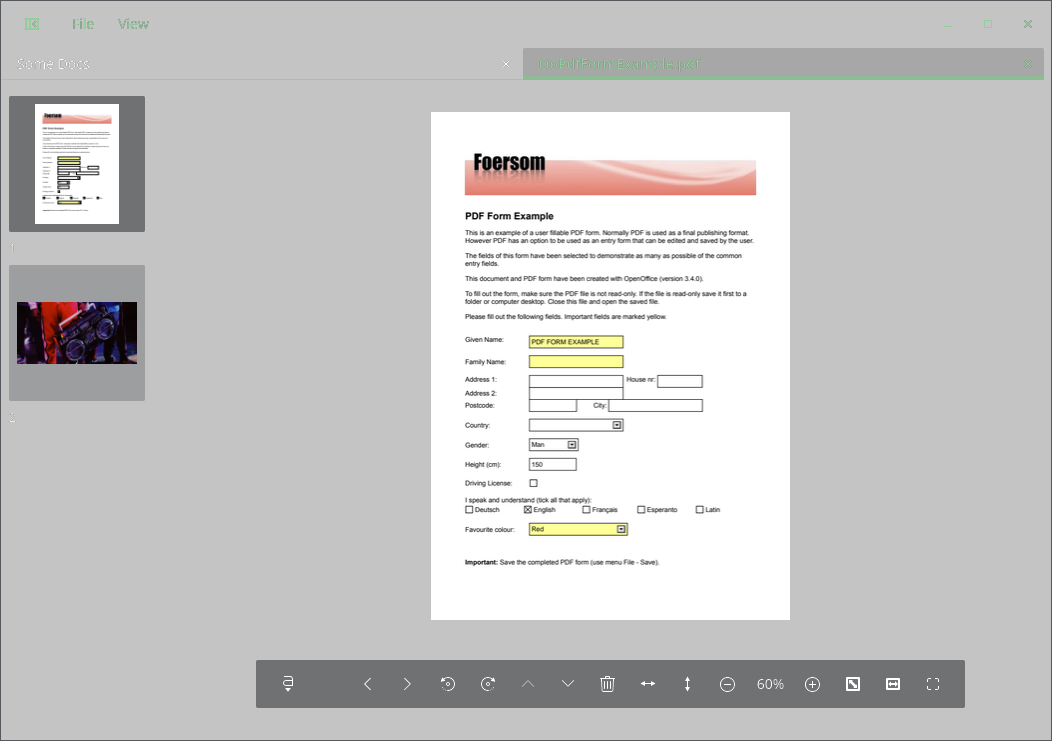 File View
Some Docs
1
2
Foersom
PDF Form Example
This is an example of a user fillable PDF form. Normally PDF is used as a final publishing format.
However PDF has an option to be used as an entry form that can be edited and saved by the user.
The fields of this form have been selected to demonstrate as many as possible of the common
entry fields.
This document and PDF form have been created with OpenOffice (version 3.4.0).
To fill out the form, make sure the PDF file is not read-only. If the file is read-only save it first to a
folder or computer desktop. Close this file and open the saved file.
Please fill out the following fields. Important fields are marked yellow.
Given Name: PDF FORM EXAMPLE
Family Name:
Address 1: House nr:
Address 2:
Postcode: City:
Country:
Gender: Man
Height (cm): 150
Driving License:
I speak and understand (tick all that apply):
Deutsch English Français Esperanto Latin
Favourite colour: Red
Important: Save the completed PDF form (use menu File - Save).
a 60%